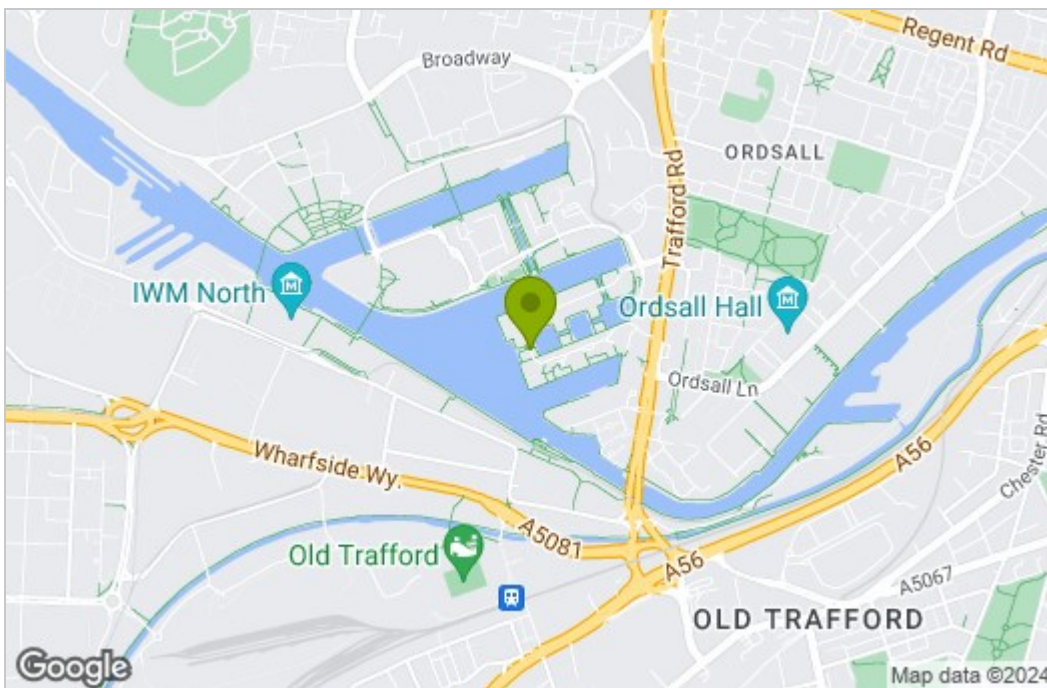 Regent Rd
Broadway
ORDSALL
Trafford Rd
IWM North
Ordsall Hall
Ordsall Ln
A56
Chester Rd
Wharfside Wy.
A5081
Old Trafford
A56
A5067
OLD TRAFFORD
Google
Map data ©2024